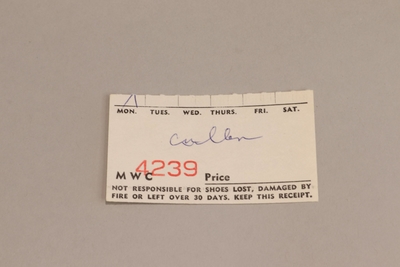 MON. TUES. WED. THURS. FRI. SAT.
MWC 4239 Price
NOT RESPONSIBLE FOR SHOES LOST, DAMAGED BY
FIRE OR LEFT OVER 30 DAYS. KEEP THIS RECEIPT.